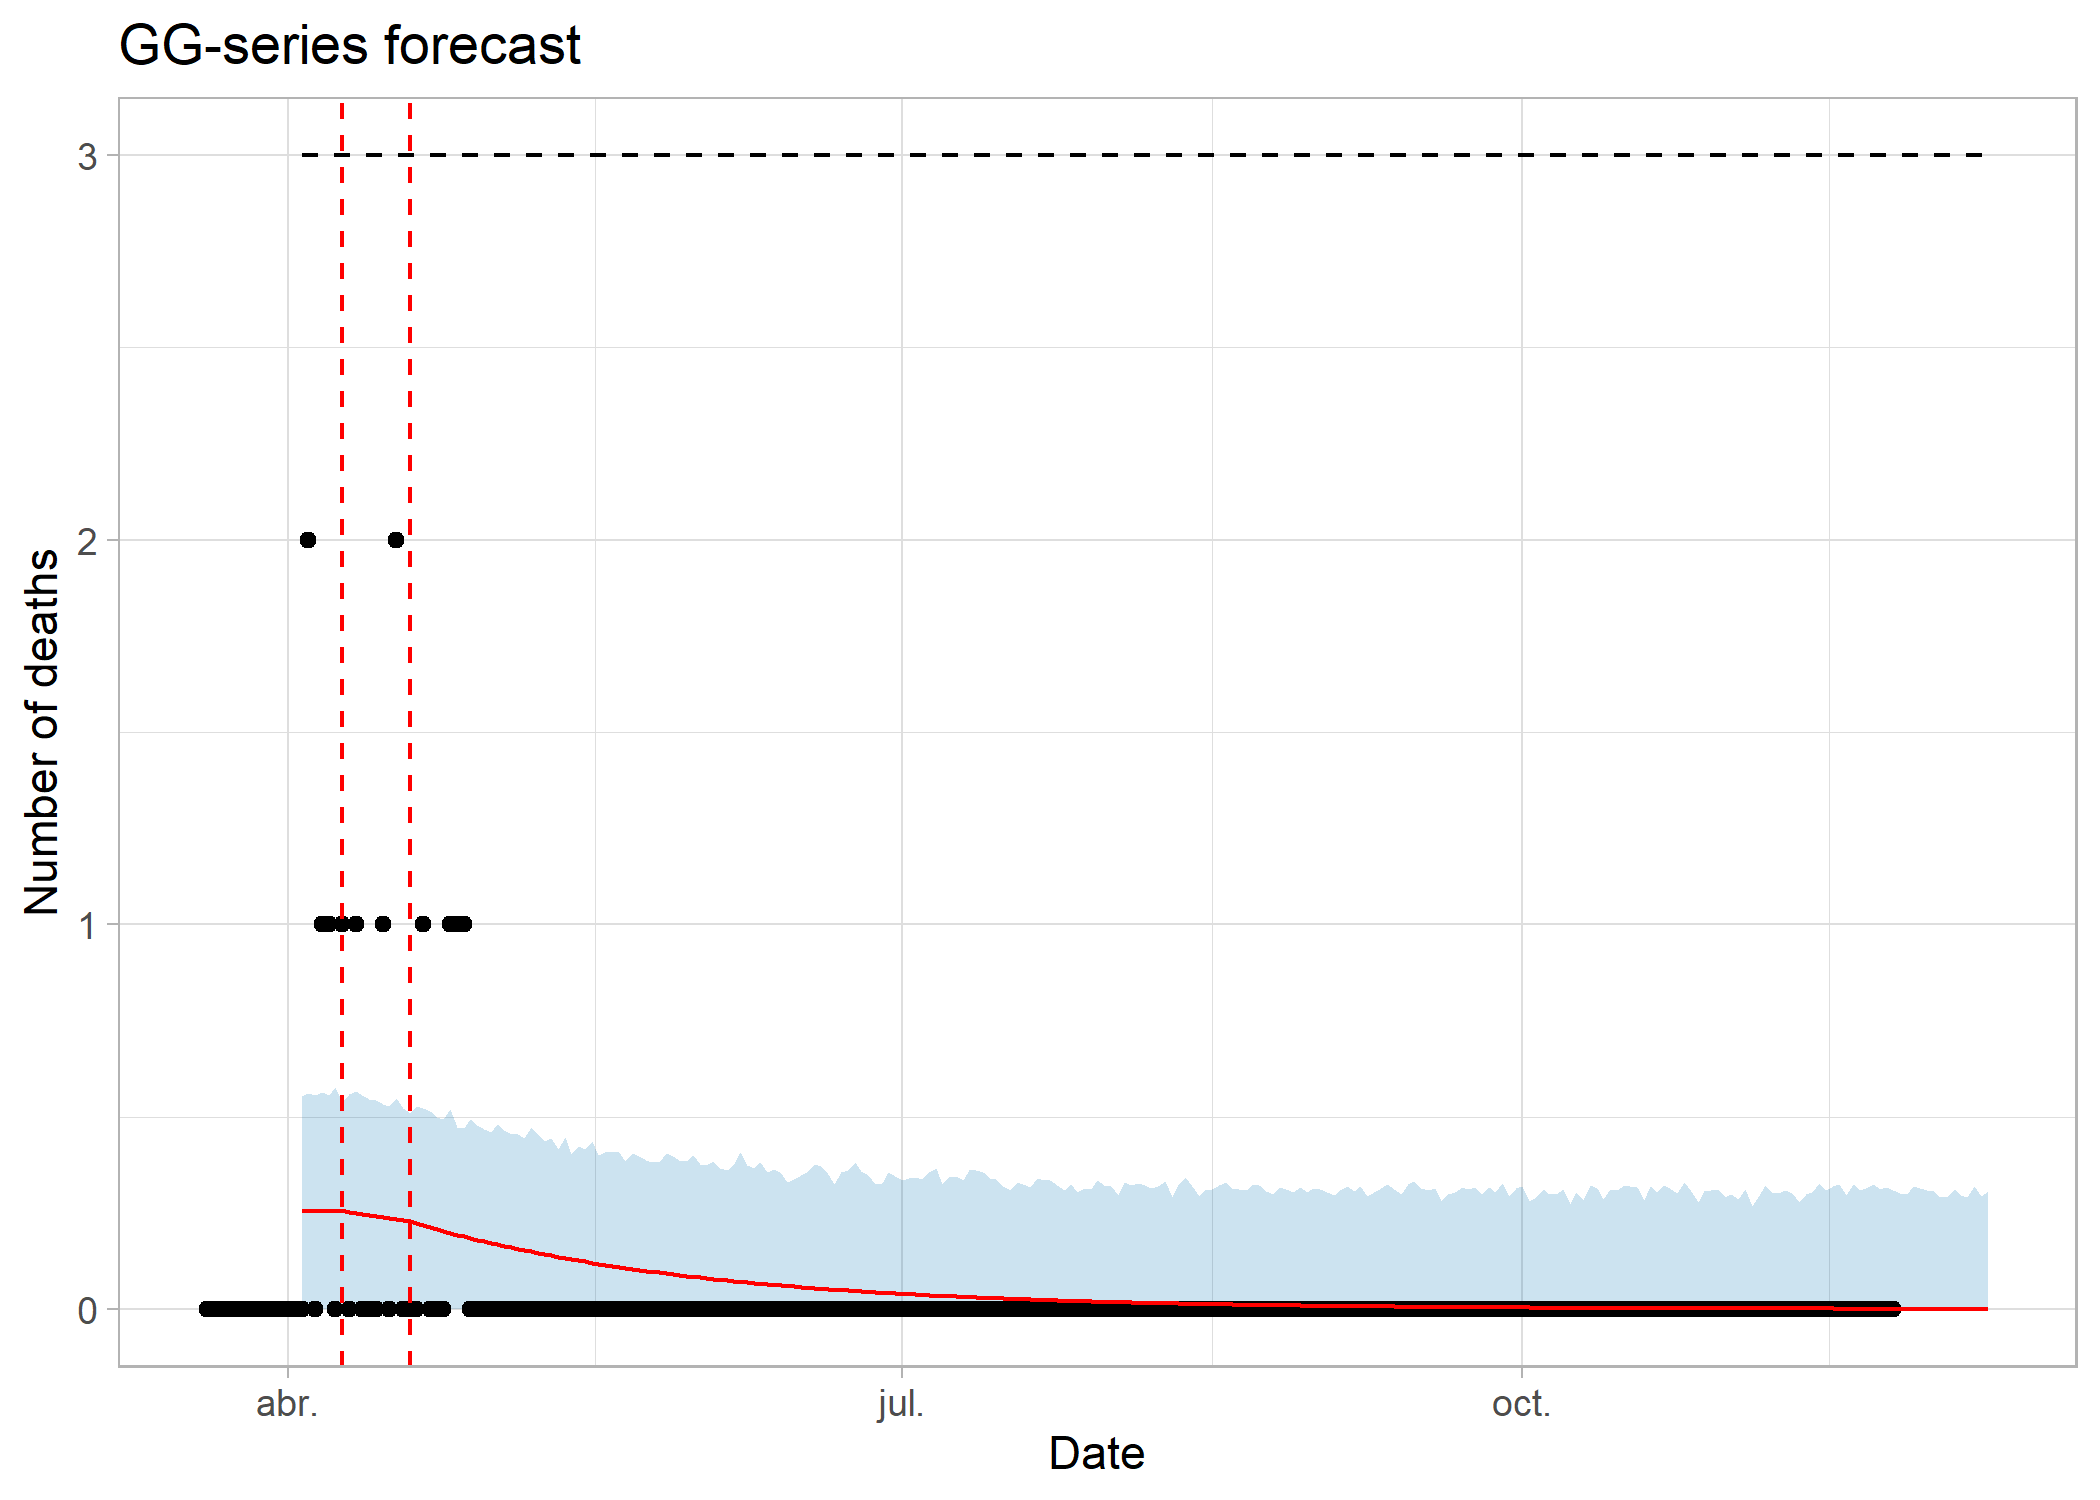 GG-series forecast
Number of deaths
3
2
1
0
abr.
jul.
oct.
Date